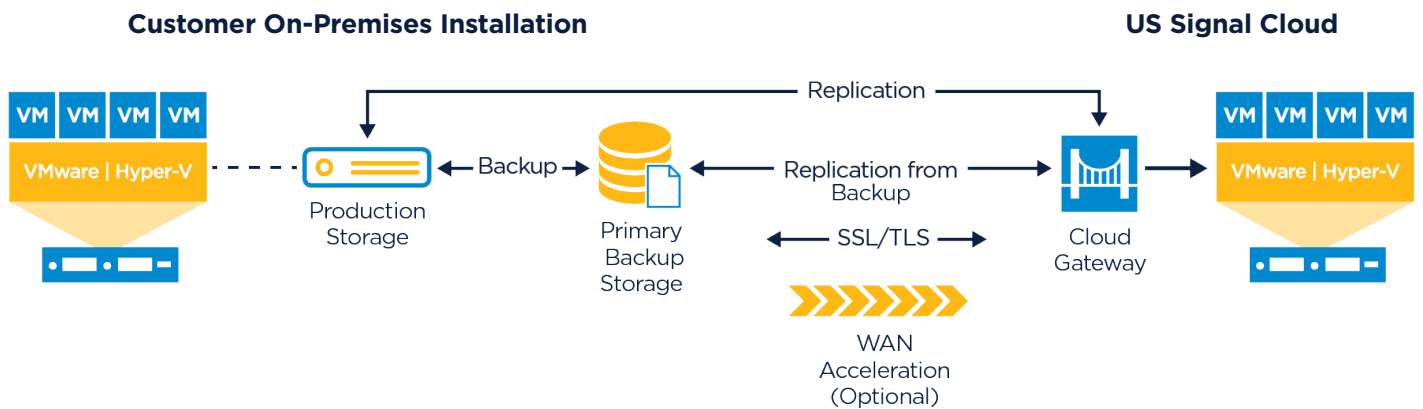 Customer On-Premises Installation
US Signal Cloud
Replication
VM VM VM VM
VMware | Hyper-V
Production
Storage
Backup
Primary
Backup
Storage
Replication from
Backup
SSL/TLS
WAN
Acceleration
(Optional)
Cloud
Gateway
VM VM VM VM
VMware | Hyper-V